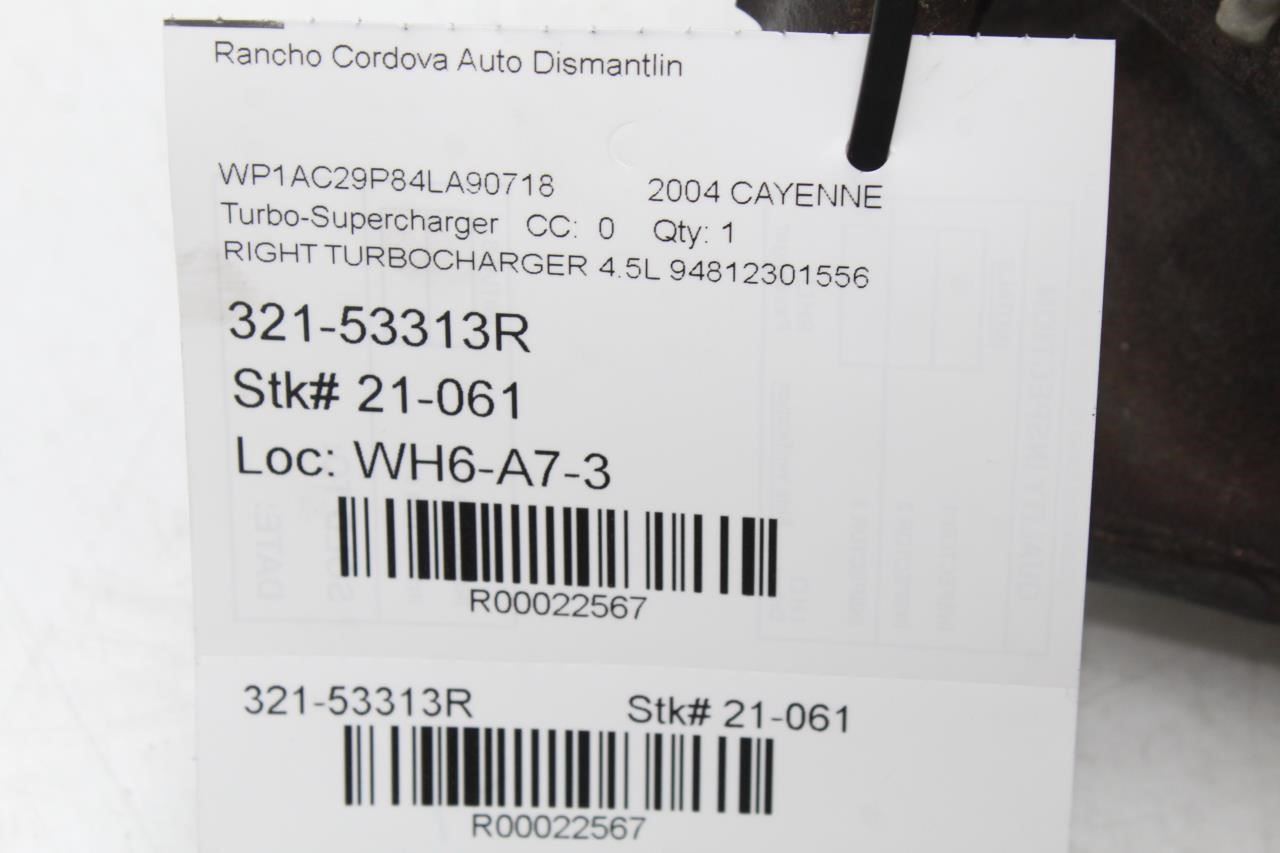 Rancho Cordova Auto Dismantlin
WP1AC29P84LA90718 2004 CAYENNE
Turbo-Supercharger CC: 0 Qty: 1
RIGHT TURBOCHARGER 4.5L 94812301556
321-53313R
Stk# 21-061
Loc: WH6-A7-3
R00022567
321-53313R Stk# 21-061
R00022567